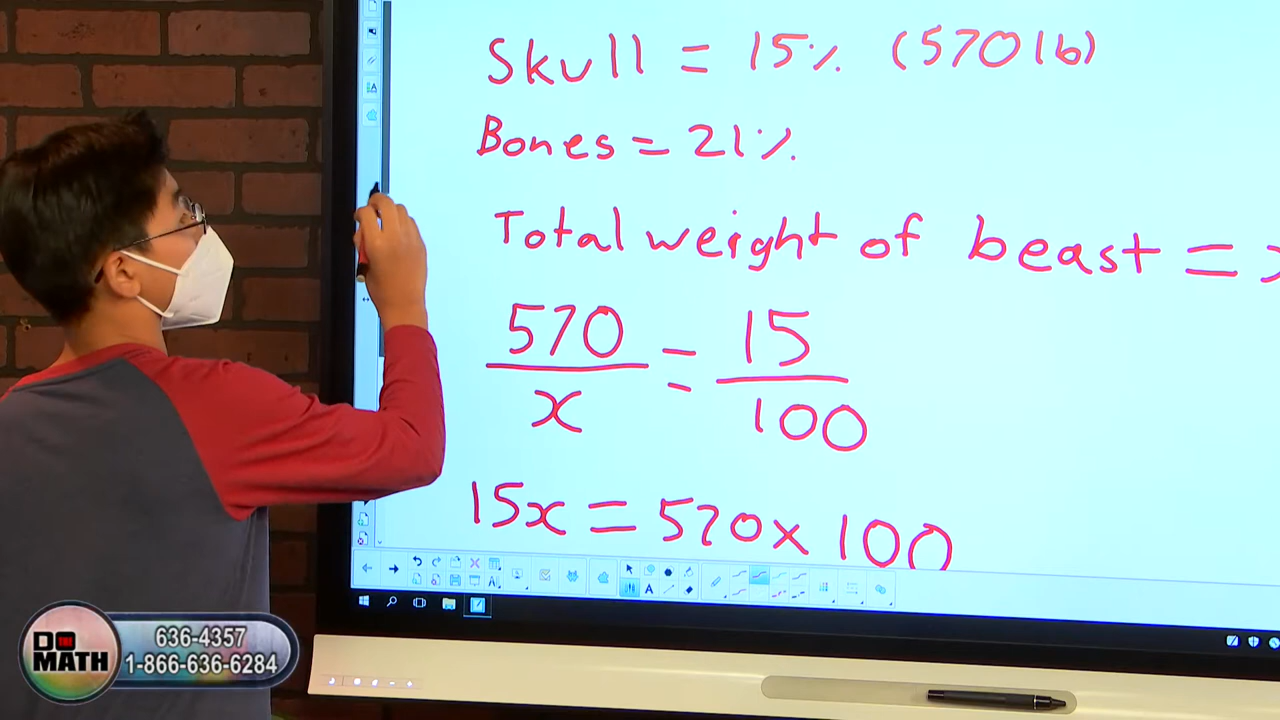 Skull = 15% (570 lb)
Bones = 21%
Total weight of beast = x
570/x = 15/100
15x = 570 x 100
DO THE MATH
636-4357
1-866-636-6284